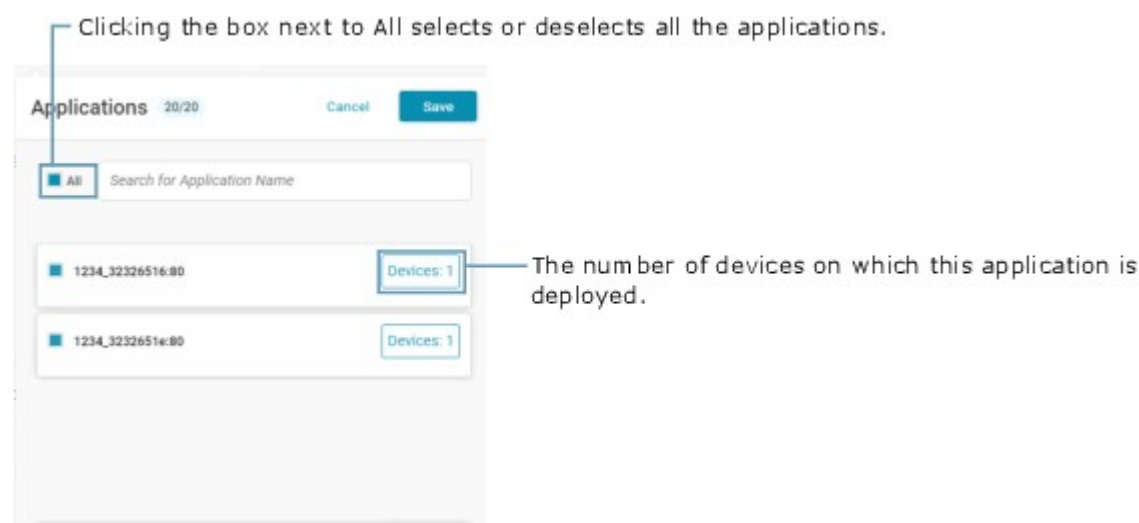 Clicking the box next to All selects or deselects all the applications.
Applications 20/20 Cancel Save
All Search for Application Name
1234_32326516:80 Devices: 1
The number of devices on which this application is
deployed.
1234_3232651e:80 Devices: 1